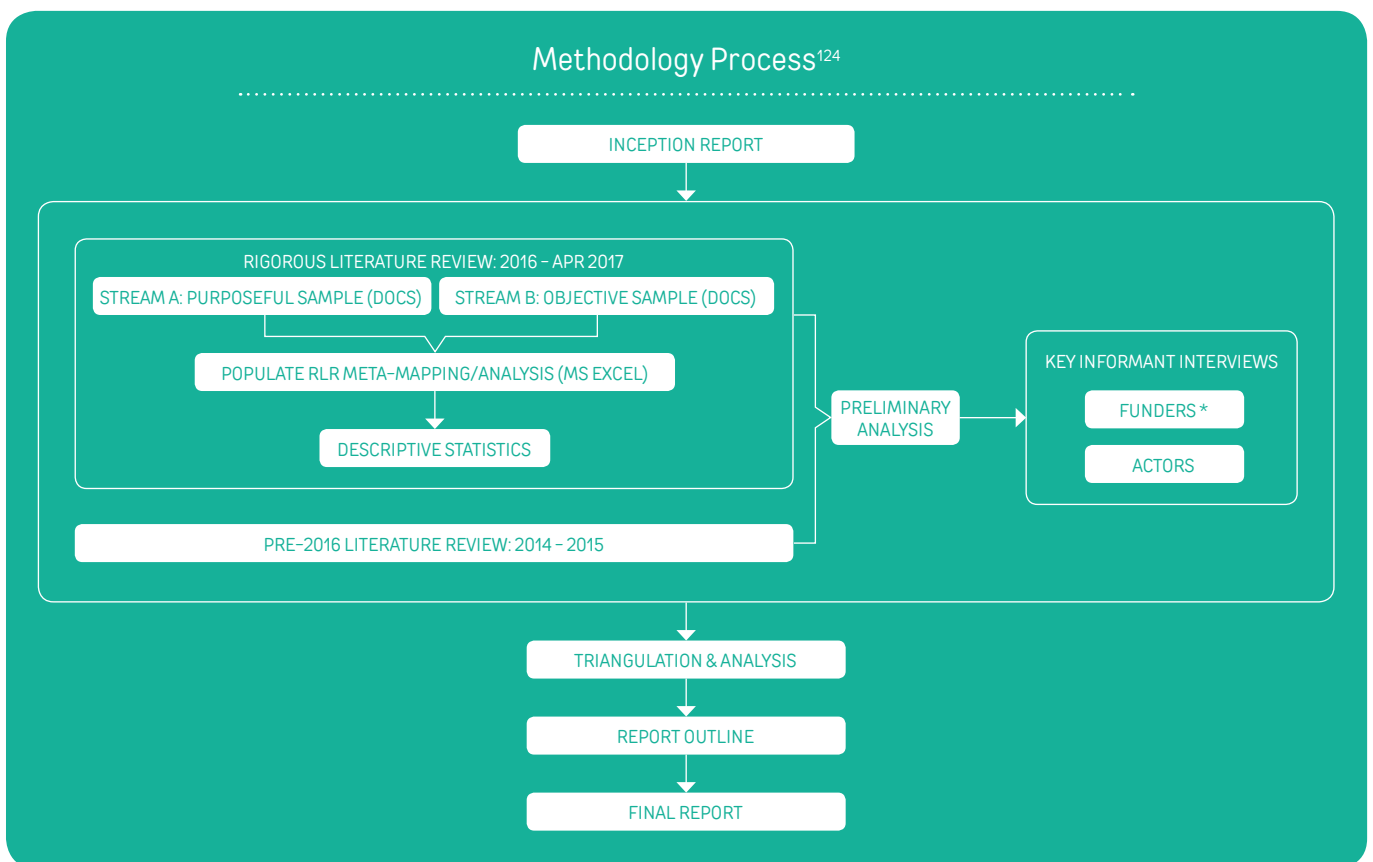 Methodology Process124
INCEPTION REPORT
RIGOROUS LITERATURE REVIEW: 2016 – APR 2017
STREAM A: PURPOSEFUL SAMPLE (DOCS)
STREAM B: OBJECTIVE SAMPLE (DOCS)
POPULATE RLR META-MAPPING/ANALYSIS (MS EXCEL)
DESCRIPTIVE STATISTICS
PRE-2016 LITERATURE REVIEW: 2014 – 2015
PRELIMINARY
ANALYSIS
KEY INFORMANT INTERVIEWS
FUNDERS *
ACTORS
TRIANGULATION & ANALYSIS
REPORT OUTLINE
FINAL REPORT